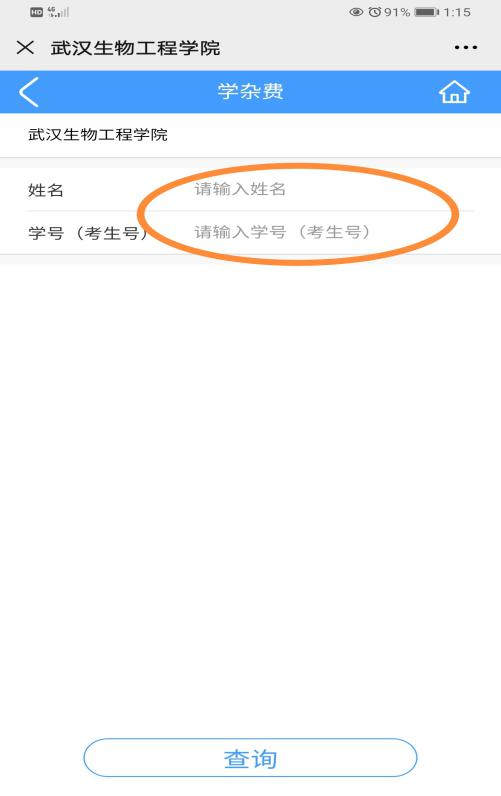 HD 4G 91% 1:15
武汉生物工程学院
学杂费
武汉生物工程学院
姓名 请输入姓名
学号（考生号） 请输入学号（考生号）
查询